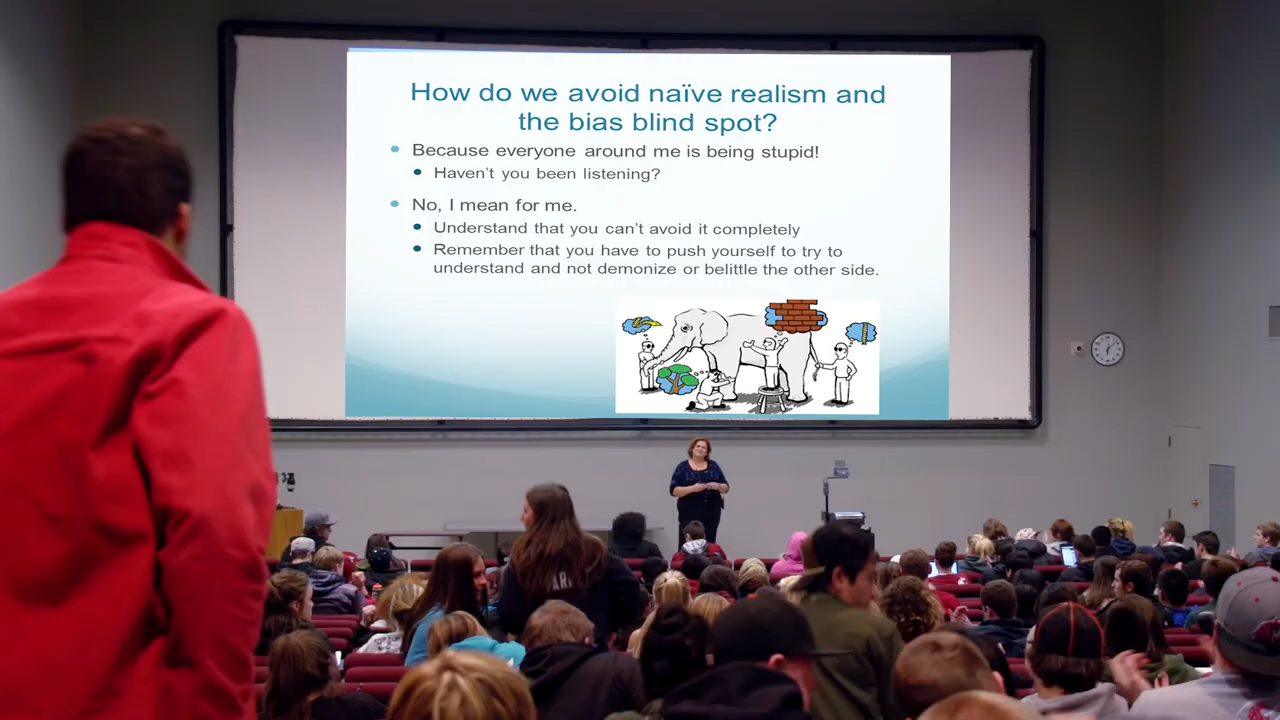 How do we avoid naïve realism and
the bias blind spot?
Because everyone around me is being stupid!
Haven't you been listening?
No, I mean for me.
Understand that you can't avoid it completely
Remember that you have to push yourself to try to
understand and not demonize or belittle the other side.